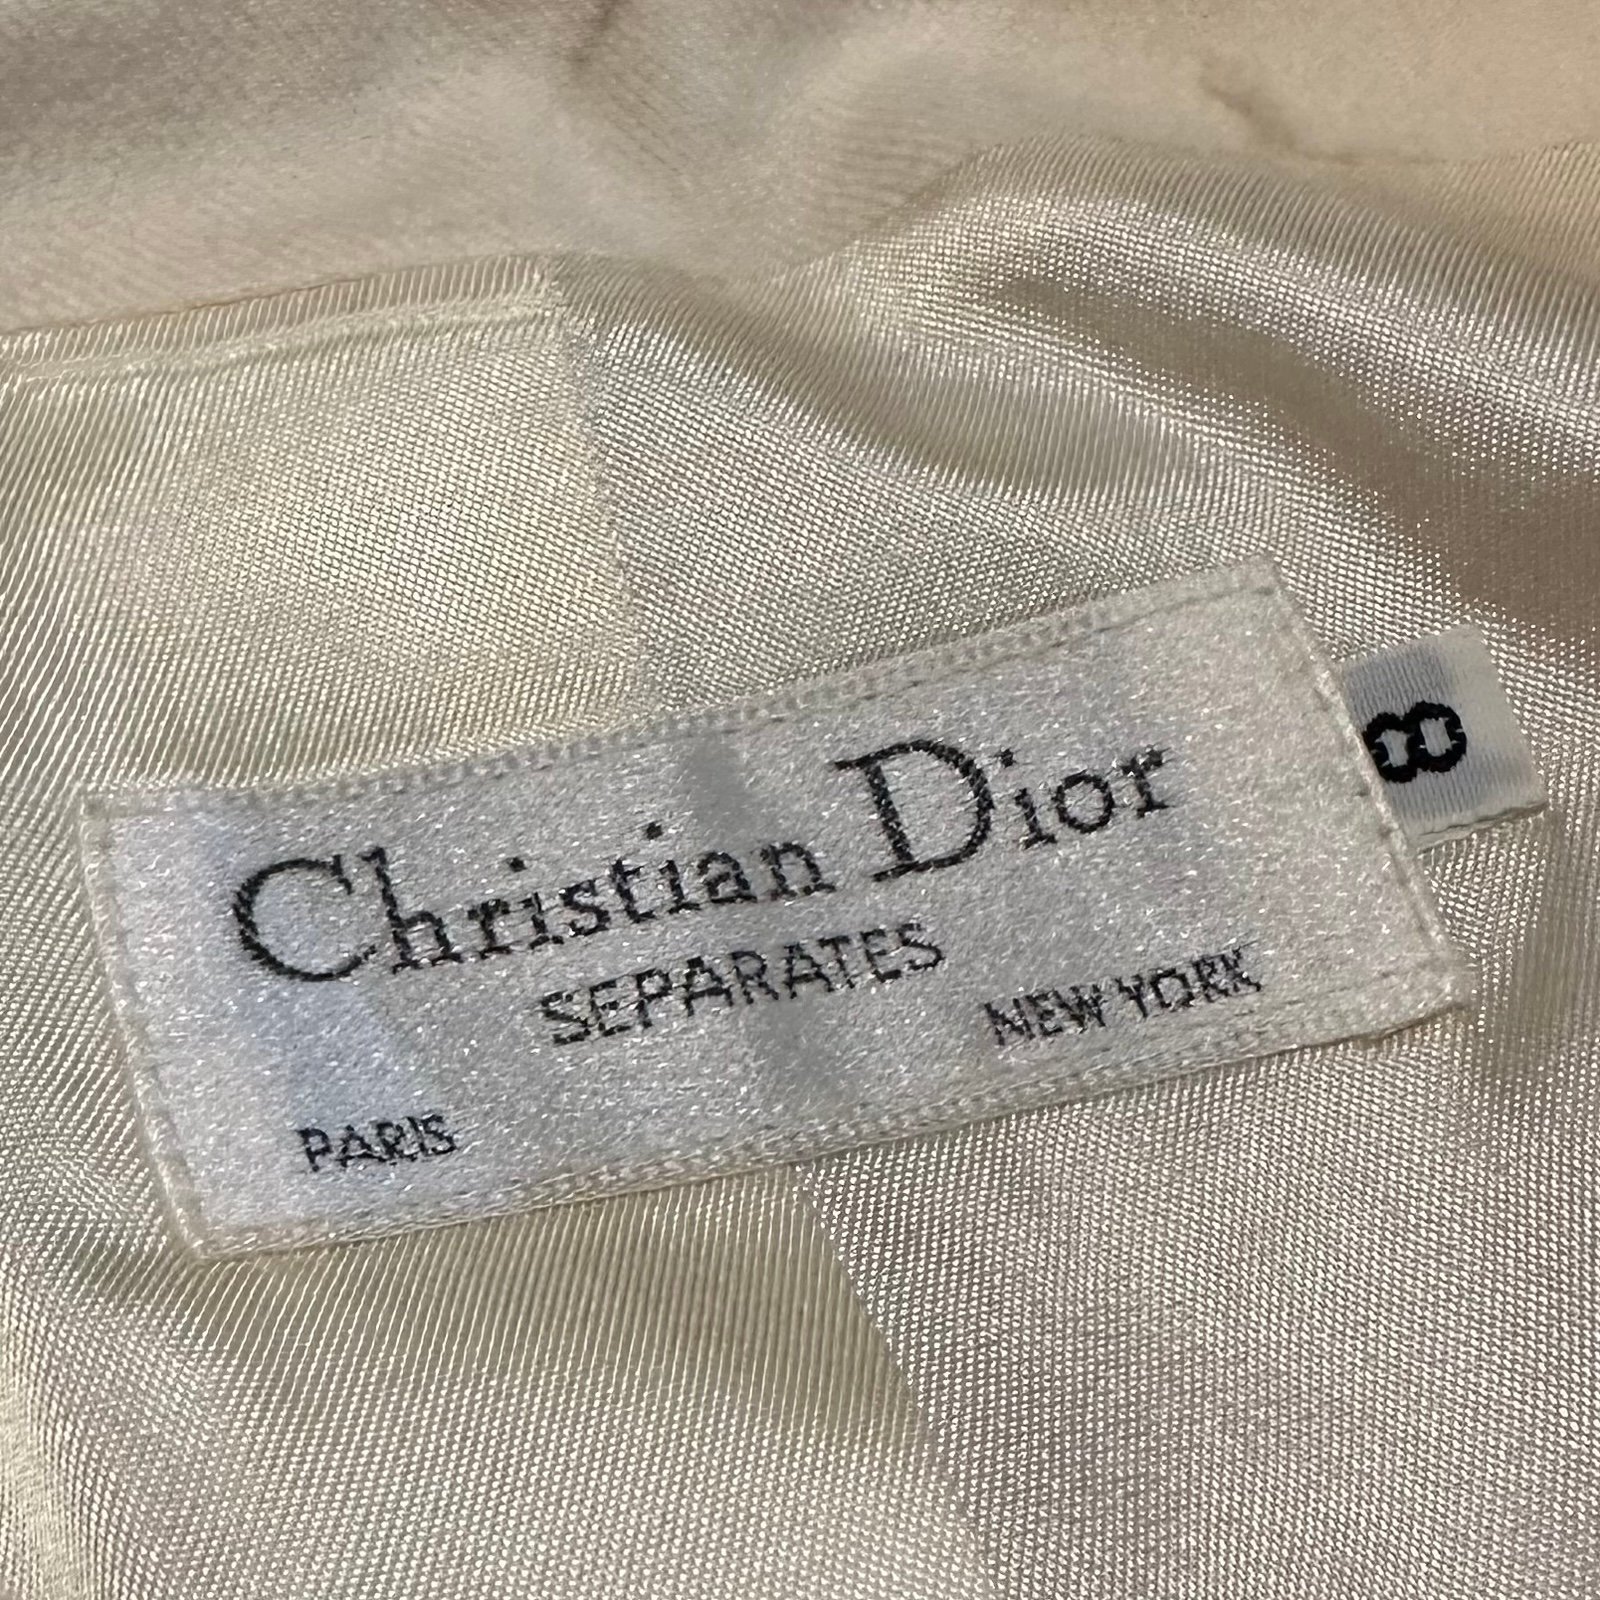 Christian Dior
SEPARATES
PARIS NEW YORK
8